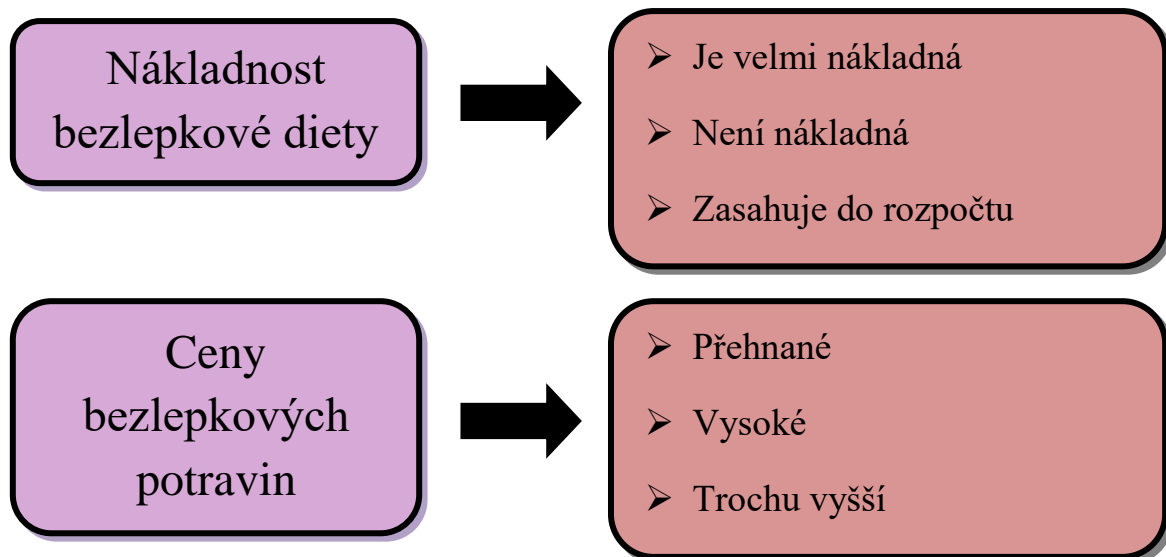 Nákladnost
bezlepkové diety
➢ Je velmi nákladná
➢ Není nákladná
➢ Zasahuje do rozpočtu
Ceny
bezlepkových
potravin
➢ Přehnané
➢ Vysoké
➢ Trochu vyšší